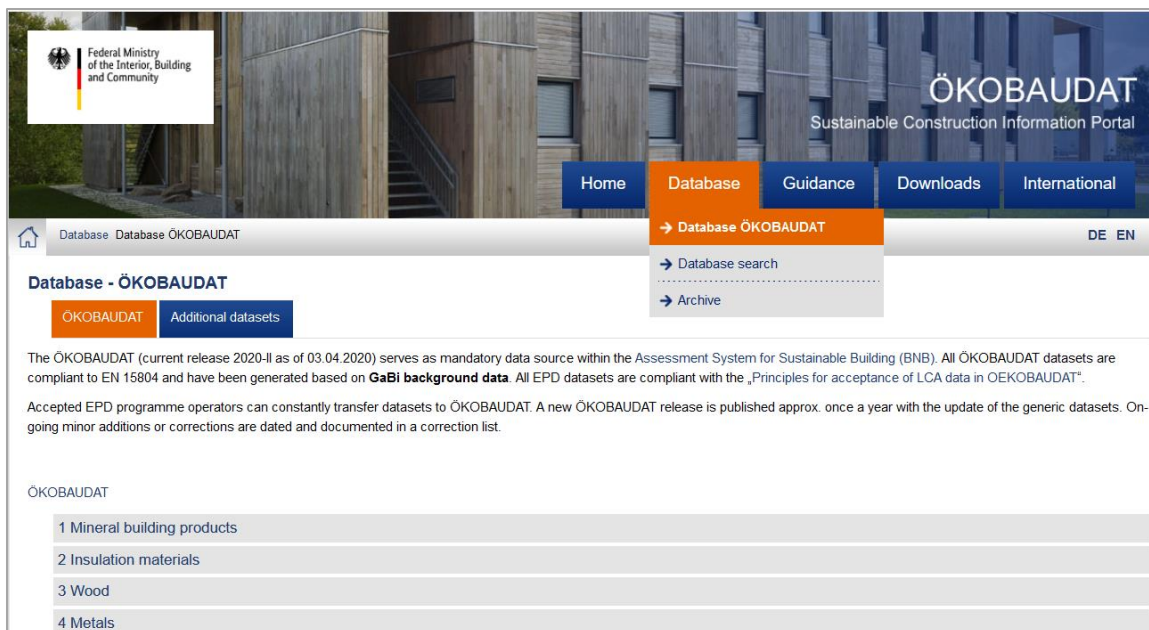 Federal Ministry
of the Interior, Building
and Community
ÖKOBAUDAT
Sustainable Construction Information Portal
Home Database Guidance Downloads International
Database Database ÖKOBAUDAT
DE EN
→ Database ÖKOBAUDAT
→ Database search
→ Archive
Database - ÖKOBAUDAT
ÖKOBAUDAT Additional datasets
The ÖKOBAUDAT (current release 2020-II as of 03.04.2020) serves as mandatory data source within the Assessment System for Sustainable Building (BNB). All ÖKOBAUDAT datasets are
compliant to EN 15804 and have been generated based on GaBi background data. All EPD datasets are compliant with the „Principles for acceptance of LCA data in OEKOBAUDAT“.
Accepted EPD programme operators can constantly transfer datasets to ÖKOBAUDAT. A new ÖKOBAUDAT release is published approx. once a year with the update of the generic datasets. On-
going minor additions or corrections are dated and documented in a correction list.
ÖKOBAUDAT
1 Mineral building products
2 Insulation materials
3 Wood
4 Metals